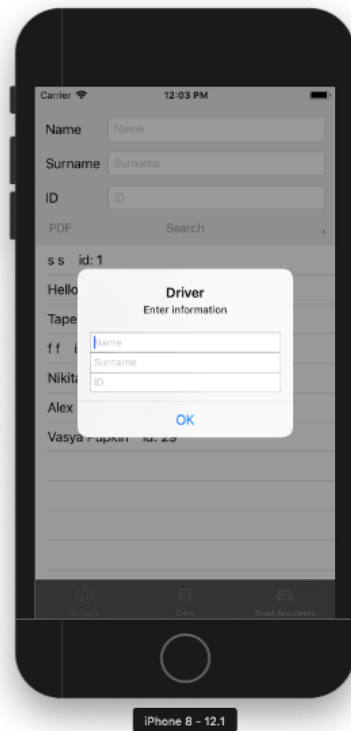 Carrier 12:03 PM
Name Name
Surname Surname
ID ID
PDF Search +
s s id: 1
Hello
Driver
Enter information
Tape
Name
f f i
Surname
ID
Nikita
Alex
OK
Vasya Pupkin id: 29
Drivers Cars Road Accidents
iPhone 8 - 12.1